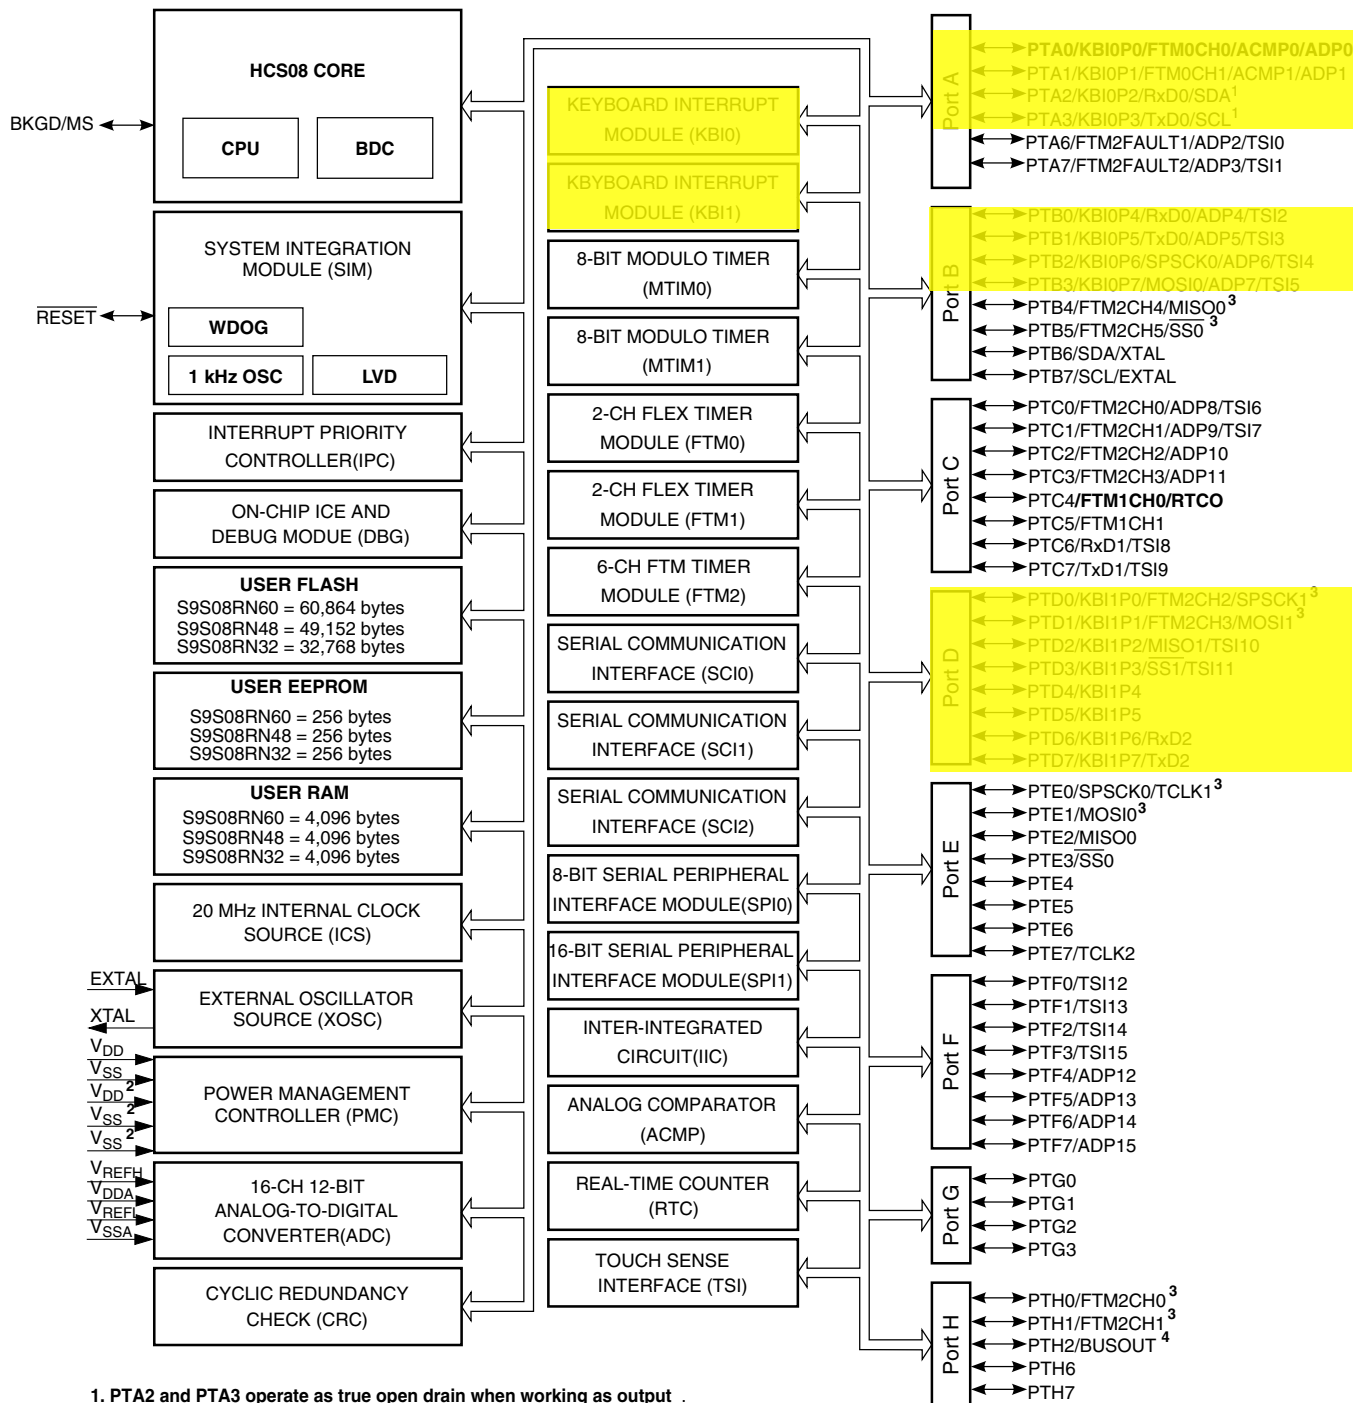 BKGD/MS
HCS08 CORE
CPU
BDC
RESET
SYSTEM INTEGRATION
MODULE (SIM)
WDOG
1 kHz OSC
LVD
INTERRUPT PRIORITY
CONTROLLER(IPC)
ON-CHIP ICE AND
DEBUG MODUE (DBG)
USER FLASH
S9S08RN60 = 60,864 bytes
S9S08RN48 = 49,152 bytes
S9S08RN32 = 32,768 bytes
USER EEPROM
S9S08RN60 = 256 bytes
S9S08RN48 = 256 bytes
S9S08RN32 = 256 bytes
USER RAM
S9S08RN60 = 4,096 bytes
S9S08RN48 = 4,096 bytes
S9S08RN32 = 4,096 bytes
20 MHz INTERNAL CLOCK
SOURCE (ICS)
EXTAL
XTAL
EXTERNAL OSCILLATOR
SOURCE (XOSC)
VDD
VSS
VDD 2
VSS 2
VSS 2
POWER MANAGEMENT
CONTROLLER (PMC)
VREFH
VDDA
VREFL
VSSA
16-CH 12-BIT
ANALOG-TO-DIGITAL
CONVERTER(ADC)
CYCLIC REDUNDANCY
CHECK (CRC)
KEYBOARD INTERRUPT
MODULE (KBI0)
KBYBOARD INTERRUPT
MODULE (KBI1)
8-BIT MODULO TIMER
(MTIM0)
8-BIT MODULO TIMER
(MTIM1)
2-CH FLEX TIMER
MODULE (FTM0)
2-CH FLEX TIMER
MODULE (FTM1)
6-CH FTM TIMER
MODULE (FTM2)
SERIAL COMMUNICATION
INTERFACE (SCI0)
SERIAL COMMUNICATION
INTERFACE (SCI1)
SERIAL COMMUNICATION
INTERFACE (SCI2)
8-BIT SERIAL PERIPHERAL
INTERFACE MODULE(SPI0)
16-BIT SERIAL PERIPHERAL
INTERFACE MODULE(SPI1)
INTER-INTEGRATED
CIRCUIT(IIC)
ANALOG COMPARATOR
(ACMP)
REAL-TIME COUNTER
(RTC)
TOUCH SENSE
INTERFACE (TSI)
Port A
PTA0/KBI0P0/FTM0CH0/ACMP0/ADP0
PTA1/KBI0P1/FTM0CH1/ACMP1/ADP1
PTA2/KBI0P2/RxD0/SDA1
PTA3/KBI0P3/TxD0/SCL1
PTA6/FTM2FAULT1/ADP2/TSI0
PTA7/FTM2FAULT2/ADP3/TSI1
Port B
PTB0/KBI0P4/RxD0/ADP4/TSI2
PTB1/KBI0P5/TxD0/ADP5/TSI3
PTB2/KBI0P6/SPSCK0/ADP6/TSI4
PTB3/KBI0P7/MOSI0/ADP7/TSI5
PTB4/FTM2CH4/MISO0 3
PTB5/FTM2CH5/SS0 3
PTB6/SDA/XTAL
PTB7/SCL/EXTAL
Port C
PTC0/FTM2CH0/ADP8/TSI6
PTC1/FTM2CH1/ADP9/TSI7
PTC2/FTM2CH2/ADP10
PTC3/FTM2CH3/ADP11
PTC4/FTM1CH0/RTCO
PTC5/FTM1CH1
PTC6/RxD1/TSI8
PTC7/TxD1/TSI9
Port D
PTD0/KBI1P0/FTM2CH2/SPSCK1 3
PTD1/KBI1P1/FTM2CH3/MOSI1 3
PTD2/KBI1P2/MISO1/TSI10
PTD3/KBI1P3/SS1/TSI11
PTD4/KBI1P4
PTD5/KBI1P5
PTD6/KBI1P6/RxD2
PTD7/KBI1P7/TxD2
Port E
PTE0/SPSCK0/TCLK1 3
PTE1/MOSI0 3
PTE2/MISO0
PTE3/SS0
PTE4
PTE5
PTE6
PTE7/TCLK2
Port F
PTF0/TSI12
PTF1/TSI13
PTF2/TSI14
PTF3/TSI15
PTF4/ADP12
PTF5/ADP13
PTF6/ADP14
PTF7/ADP15
Port G
PTG0
PTG1
PTG2
PTG3
Port H
PTH0/FTM2CH0 3
PTH1/FTM2CH1 3
PTH2/BUSOUT 4
PTH6
PTH7
1. PTA2 and PTA3 operate as true open drain when working as output .